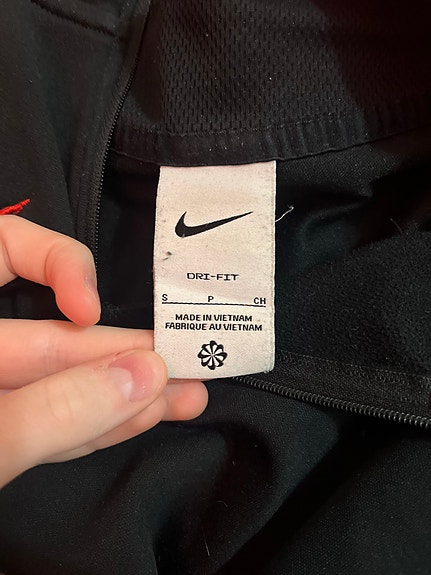 DRI-FIT
S P CH
MADE IN VIETNAM
FABRIQUE AU VIETNAM